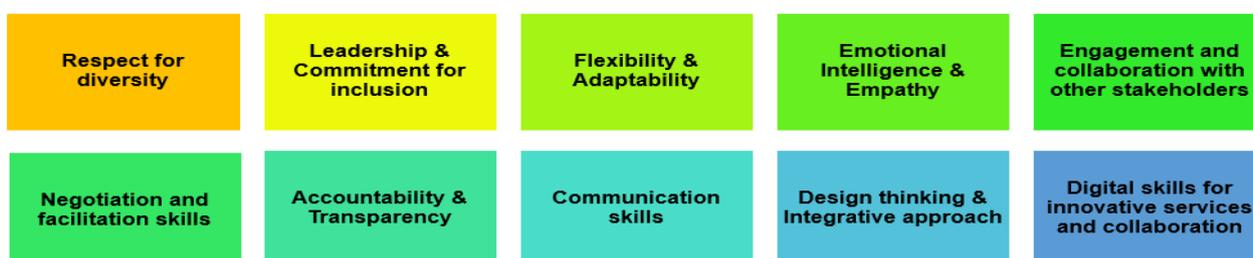 Respect for
diversity
Leadership &
Commitment for
inclusion
Flexibility &
Adaptability
Emotional
Intelligence &
Empathy
Engagement and
collaboration with
other stakeholders
Negotiation and
facilitation skills
Accountability &
Transparency
Communication
skills
Design thinking &
Integrative approach
Digital skills for
innovative services
and collaboration